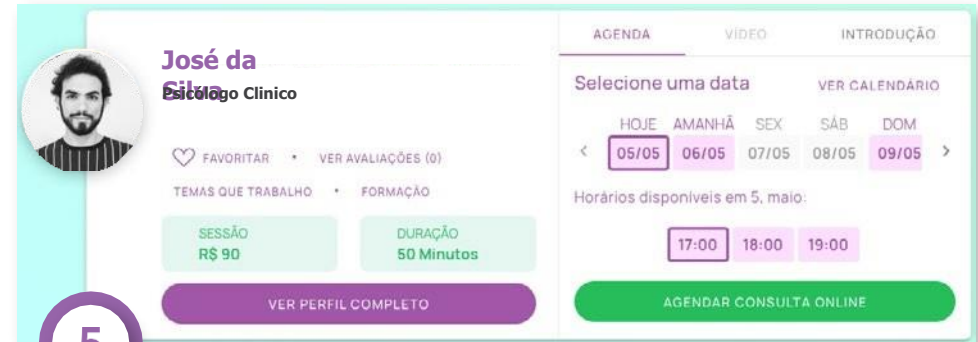 José da
Silva
Psicólogo Clinico
FAVORITAR • VER AVALIAÇÕES (0)
TEMAS QUE TRABALHO • FORMAÇÃO
SESSÃO
R$ 90
DURAÇÃO
50 Minutos
VER PERFIL COMPLETO
5
AGENDA VÍDEO INTRODUÇÃO
Selecione uma data VER CALENDÁRIO
HOJE AMANHÃ SEX SÁB DOM
< 05/05 06/05 07/05 08/05 09/05 >
Horários disponíveis em 5, maio:
17:00 18:00 19:00
AGENDAR CONSULTA ONLINE